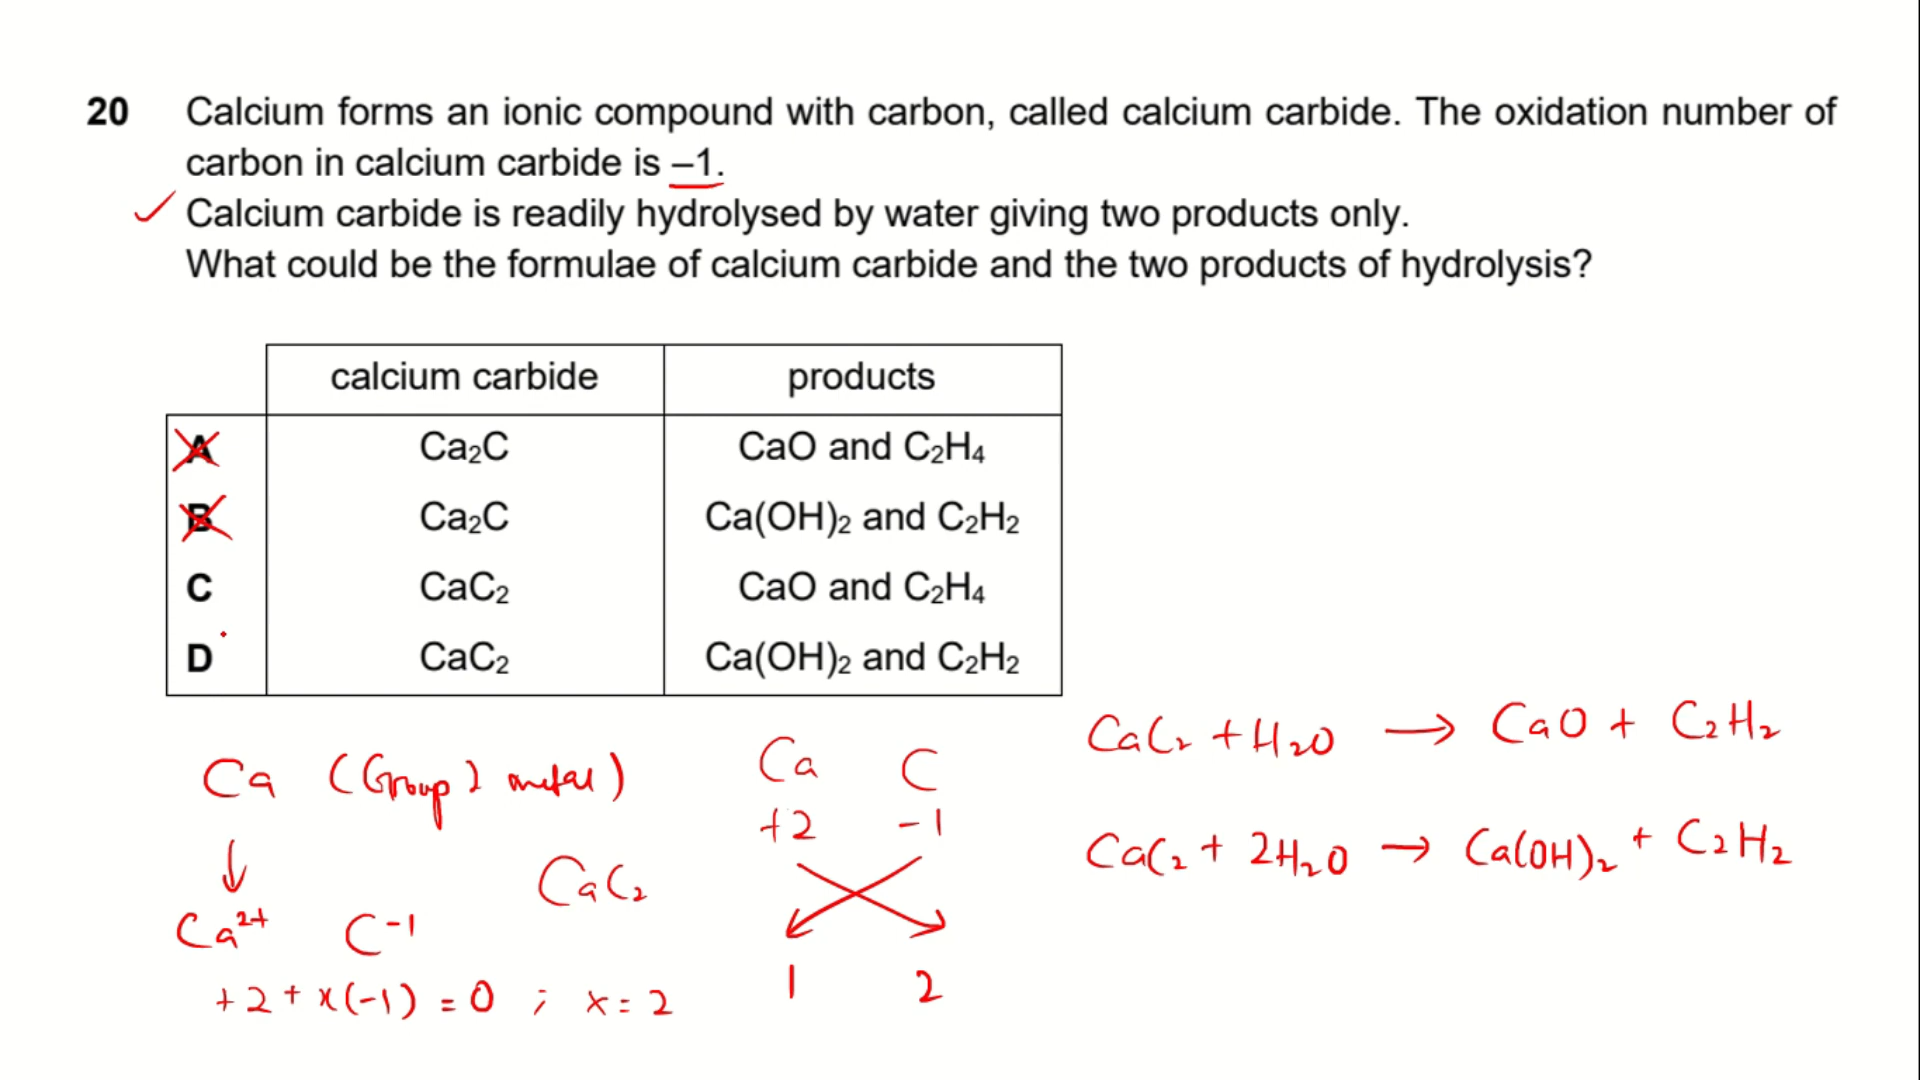 20 Calcium forms an ionic compound with carbon, called calcium carbide. The oxidation number of
carbon in calcium carbide is –1.
Calcium carbide is readily hydrolysed by water giving two products only.
What could be the formulae of calcium carbide and the two products of hydrolysis?
calcium carbide products
A Ca₂C CaO and C₂H₄
B Ca₂C Ca(OH)₂ and C₂H₂
C CaC₂ CaO and C₂H₄
D CaC₂ Ca(OH)₂ and C₂H₂
Ca (Group 2 metal)
↓
Ca²⁺ C⁻¹
CaC₂
+2 + x(-1) = 0 ; x = 2
Ca C
+2 -1
1 2
CaC₂ + H₂O → CaO + C₂H₂
CaC₂ + 2H₂O → Ca(OH)₂ + C₂H₂